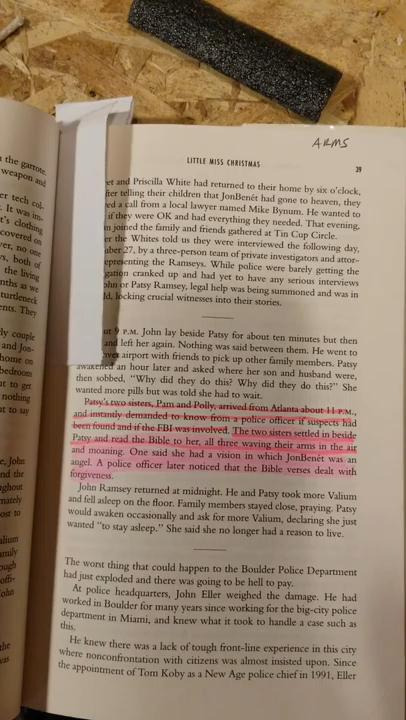 ARMS
LITTLE MISS CHRISTMAS
39
and Priscilla White had returned to their home by six o'clock,
after telling their children that JonBenét had gone to heaven, they
a call from a local lawyer named Mike Bynum. He wanted to
if they were OK and had everything they needed. That evening,
joined the family and friends gathered at Tin Cup Circle.
the Whites told us they were interviewed the following day,
27, by a three-person team of private investigators and attor-
representing the Ramseys. While police were barely getting the
gation cranked up and had yet to have any serious interviews
John or Patsy Ramsey, legal help was being summoned and was in
locking crucial witnesses into their stories.
9 P.M. John lay beside Patsy for about ten minutes but then
and left her again. Nothing was said between them. He went to
airport with friends to pick up other family members. Patsy
awakened an hour later and asked where her son and husband were,
then sobbed, "Why did they do this? Why did they do this?" She
wanted more pills but was told she had to wait.
Patsy's two sisters, Pam and Polly, arrived from Atlanta about 11 P.M.,
and instantly demanded to know from a police officer if suspects had
been found and if the FBI was involved. The two sisters settled in beside
Patsy and read the Bible to her, all three waving their arms in the air
and moaning. One said she had a vision in which JonBenét was an
angel. A police officer later noticed that the Bible verses dealt with
forgiveness.
John Ramsey returned at midnight. He and Patsy took more Valium
and fell asleep on the floor. Family members stayed close, praying. Patsy
would awaken occasionally and ask for more Valium, declaring she just
wanted "to stay asleep." She said she no longer had a reason to live.
The worst thing that could happen to the Boulder Police Department
had just exploded and there was going to be hell to pay.
At police headquarters, John Eller weighed the damage. He had
worked in Boulder for many years since working for the big-city police
department in Miami, and knew what it took to handle a case such as
this.
He knew there was a lack of tough front-line experience in this city
where nonconfrontation with citizens was almost insisted upon. Since
the appointment of Tom Koby as a New Age police chief in 1991, Eller